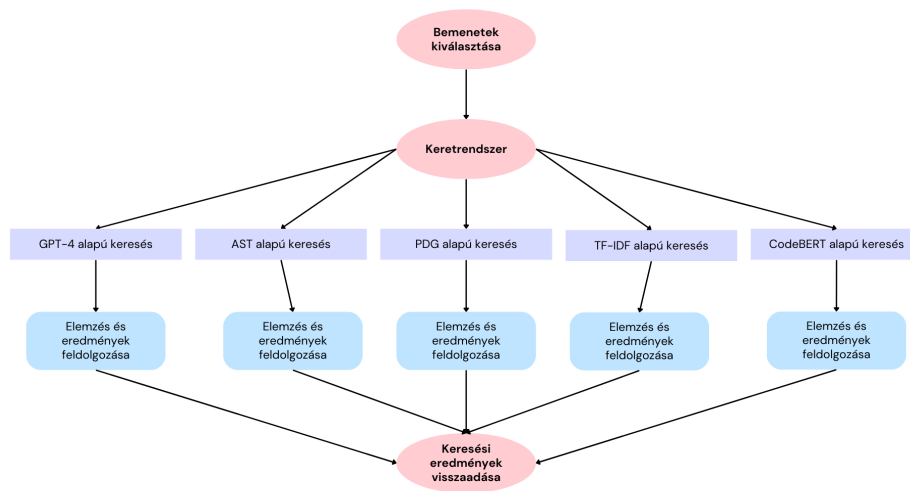 Bemenetek
kiválasztása
Keretrendszer
GPT-4 alapú keresés
AST alapú keresés
PDG alapú keresés
TF-IDF alapú keresés
CodeBERT alapú keresés
Elemzés és
eredmények
feldolgozása
Elemzés és
eredmények
feldolgozása
Elemzés és
eredmények
feldolgozása
Elemzés és
eredmények
feldolgozása
Elemzés és
eredmények
feldolgozása
Keresési
eredmények
visszaadása